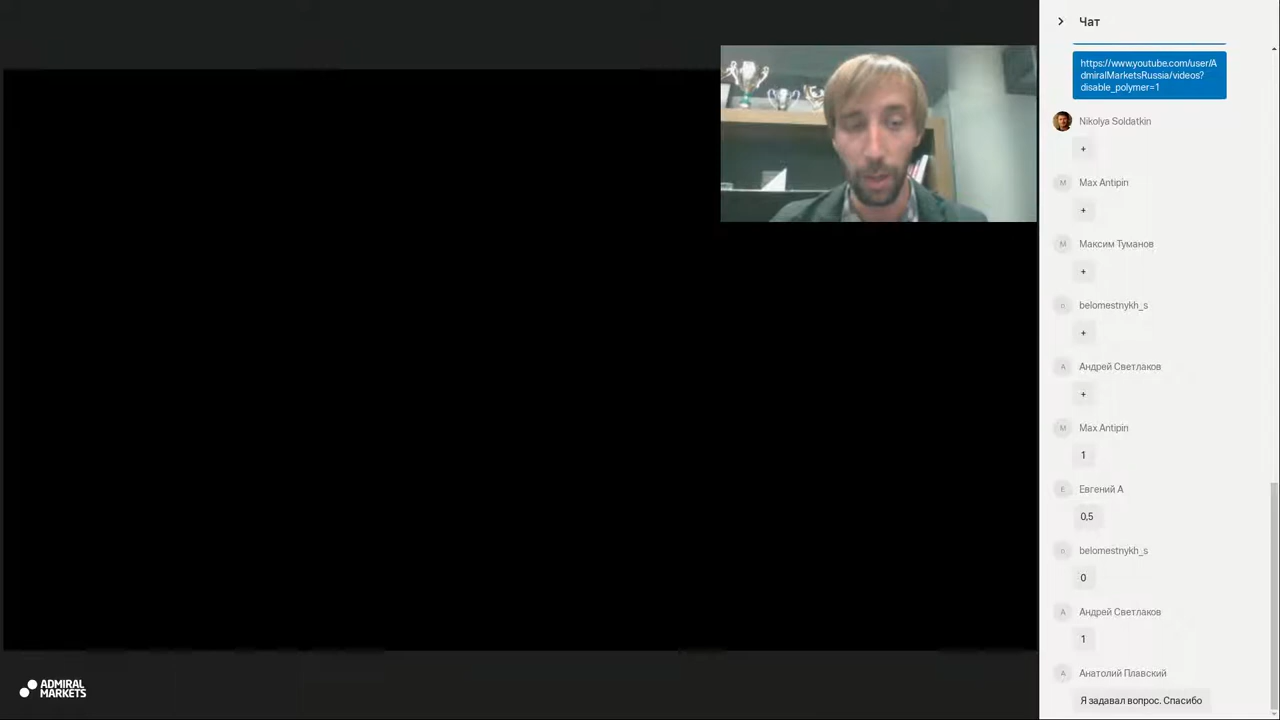 Чат
https://www.youtube.com/user/A
dmiralMarketsRussia/videos?
disable_polymer=1
Nikolya Soldatkin
+
M
Max Antipin
+
М
Максим Туманов
+
belomestnykh_s
+
А
Андрей Светлаков
+
M
Max Antipin
1
Е
Евгений А
0,5
belomestnykh_s
0
А
Андрей Светлаков
1
А
Анатолий Плавский
Я задавал вопрос. Спасибо
ADMIRAL
MARKETS